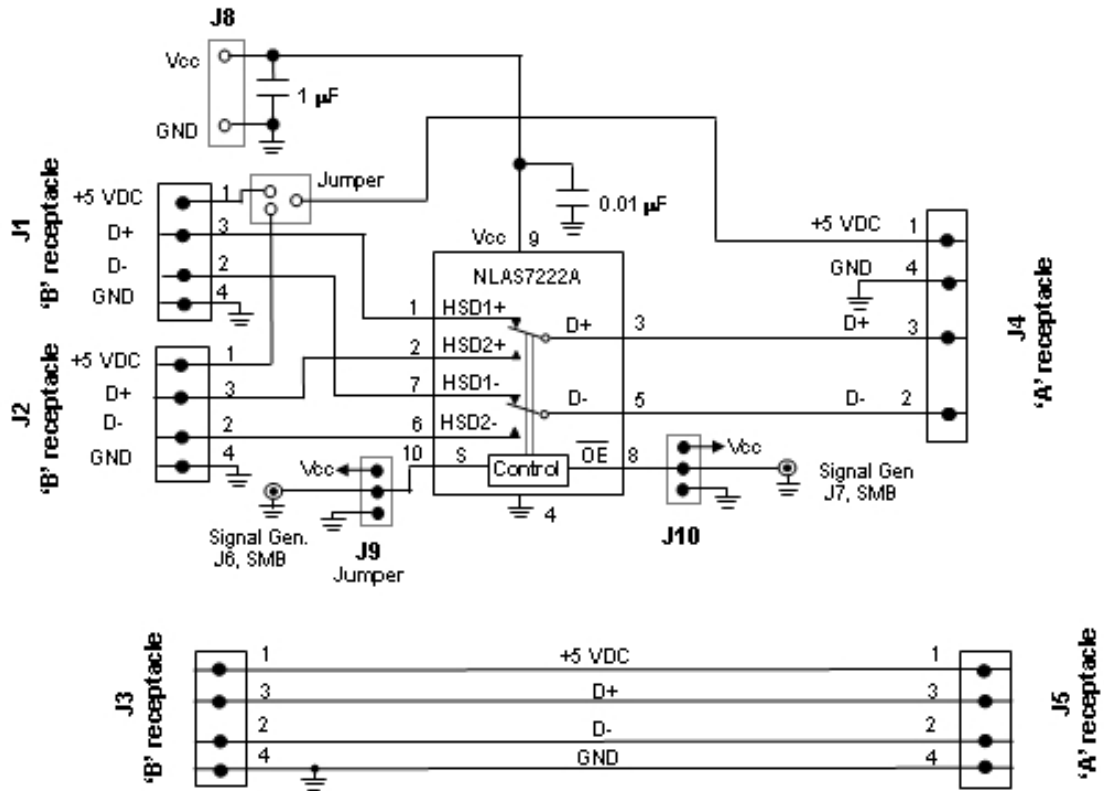 J8
Vcc
1 µF
GND
J1
'B' receptacle
+5 VDC
1
D+
3
D-
2
GND
4
Jumper
0.01 µF
Vcc 9
NLAS7222A
1 HSD1+
2 HSD2+
7 HSD1-
6 HSD2-
10 S
Control
OE 8
4
D+ 3
D- 5
J2
'B' receptacle
+5 VDC
1
D+
3
D-
2
GND
4
+5 VDC 1
GND 4
D+ 3
D- 2
J4
'A' receptacle
Vcc
Signal Gen.
J6, SMB
J9
Jumper
Vcc
J10
Signal Gen
J7, SMB
J3
'B' receptacle
1 +5 VDC 1
3 D+ 3
2 D- 2
4 GND 4
J5
'A' receptacle